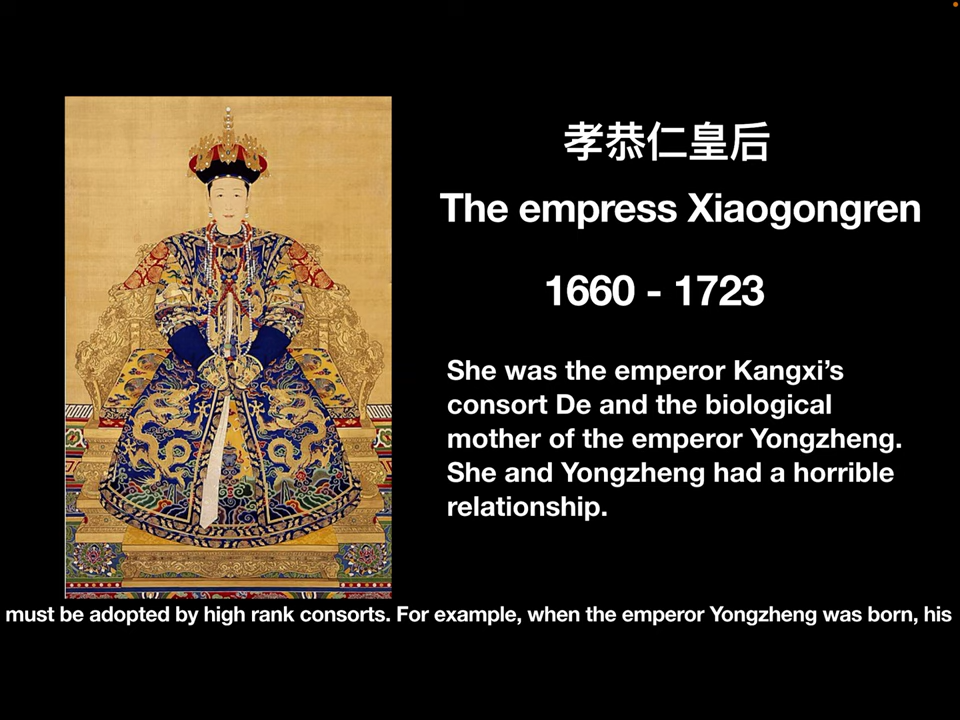 孝恭仁皇后
The empress Xiaogongren
1660 - 1723
She was the emperor Kangxi’s
consort De and the biological
mother of the emperor Yongzheng.
She and Yongzheng had a horrible
relationship.
must be adopted by high rank consorts. For example, when the emperor Yongzheng was born, his